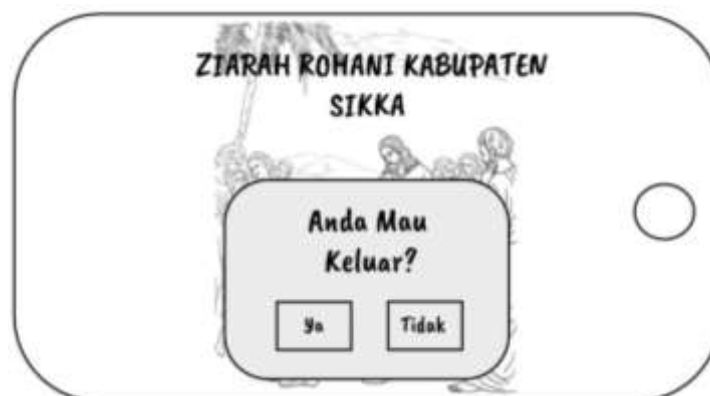 ZIARAH ROHANI KABUPATEN
SIKKA
Anda Mau
Keluar?
Ya
Tidak